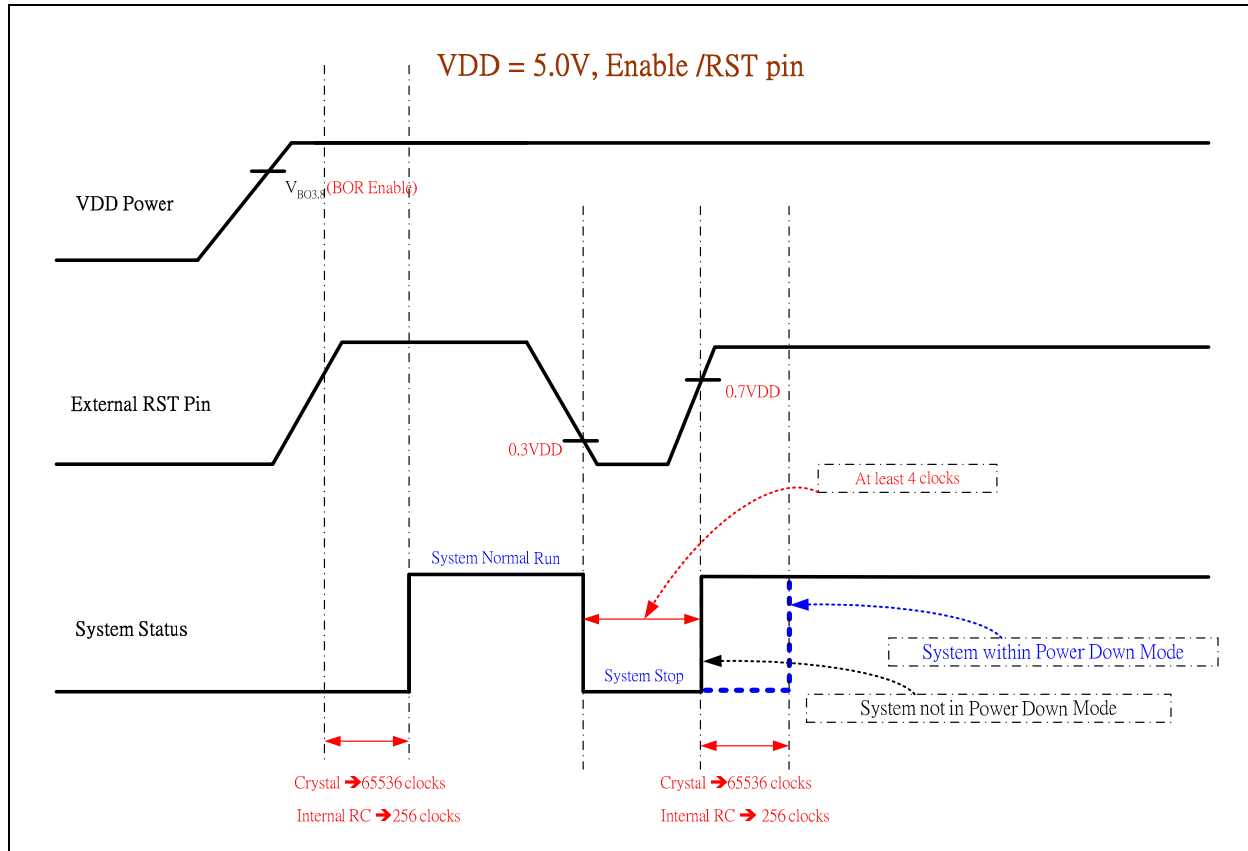 VDD = 5.0V, Enable /RST pin
VBO3.8(BOR Enable)
VDD Power
0.7VDD
External RST Pin
0.3VDD
At least 4 clocks
System Normal Run
System Status
System within Power Down Mode
System Stop
System not in Power Down Mode
Crystal ➔65536 clocks
Crystal ➔65536 clocks
Internal RC ➔256 clocks
Internal RC ➔ 256 clocks